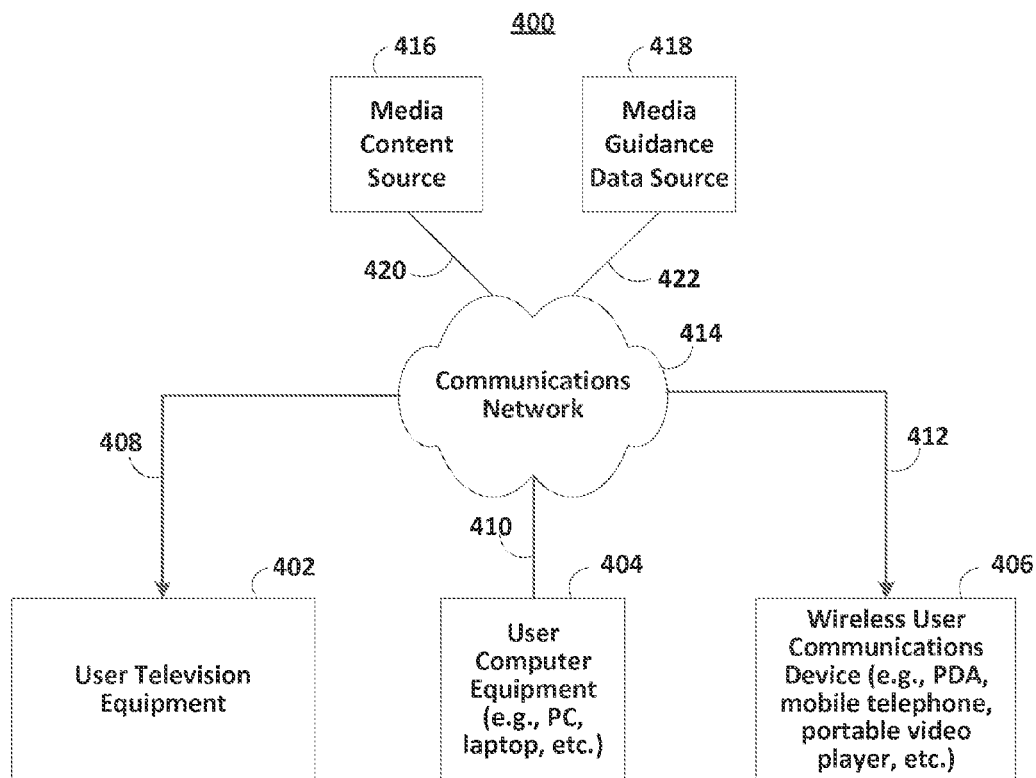 400
416
418
Media
Content
Source
Media
Guidance
Data Source
420
422
414
Communications
Network
408
412
410
402
404
406
User Television
Equipment
User
Computer
Equipment
(e.g., PC,
laptop, etc.)
Wireless User
Communications
Device (e.g., PDA,
mobile telephone,
portable video
player, etc.)